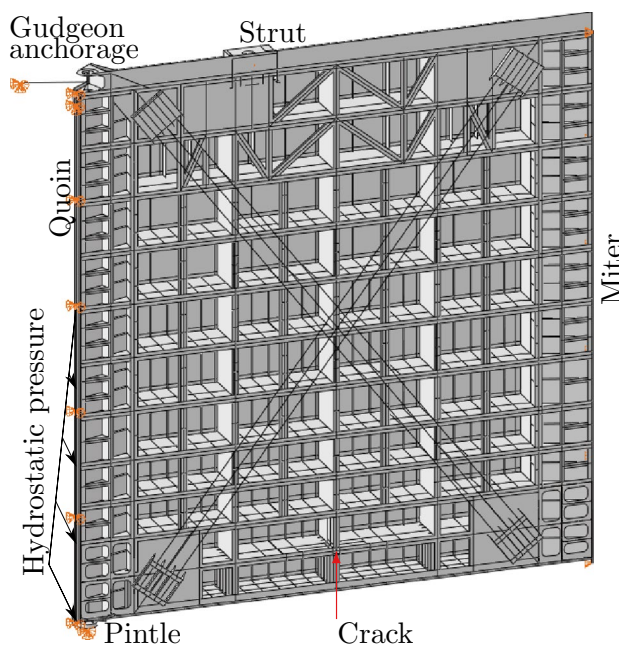 Gudgeon
anchorage
Strut
Quoin
Miter
Hydrostatic pressure
Pintle
Crack